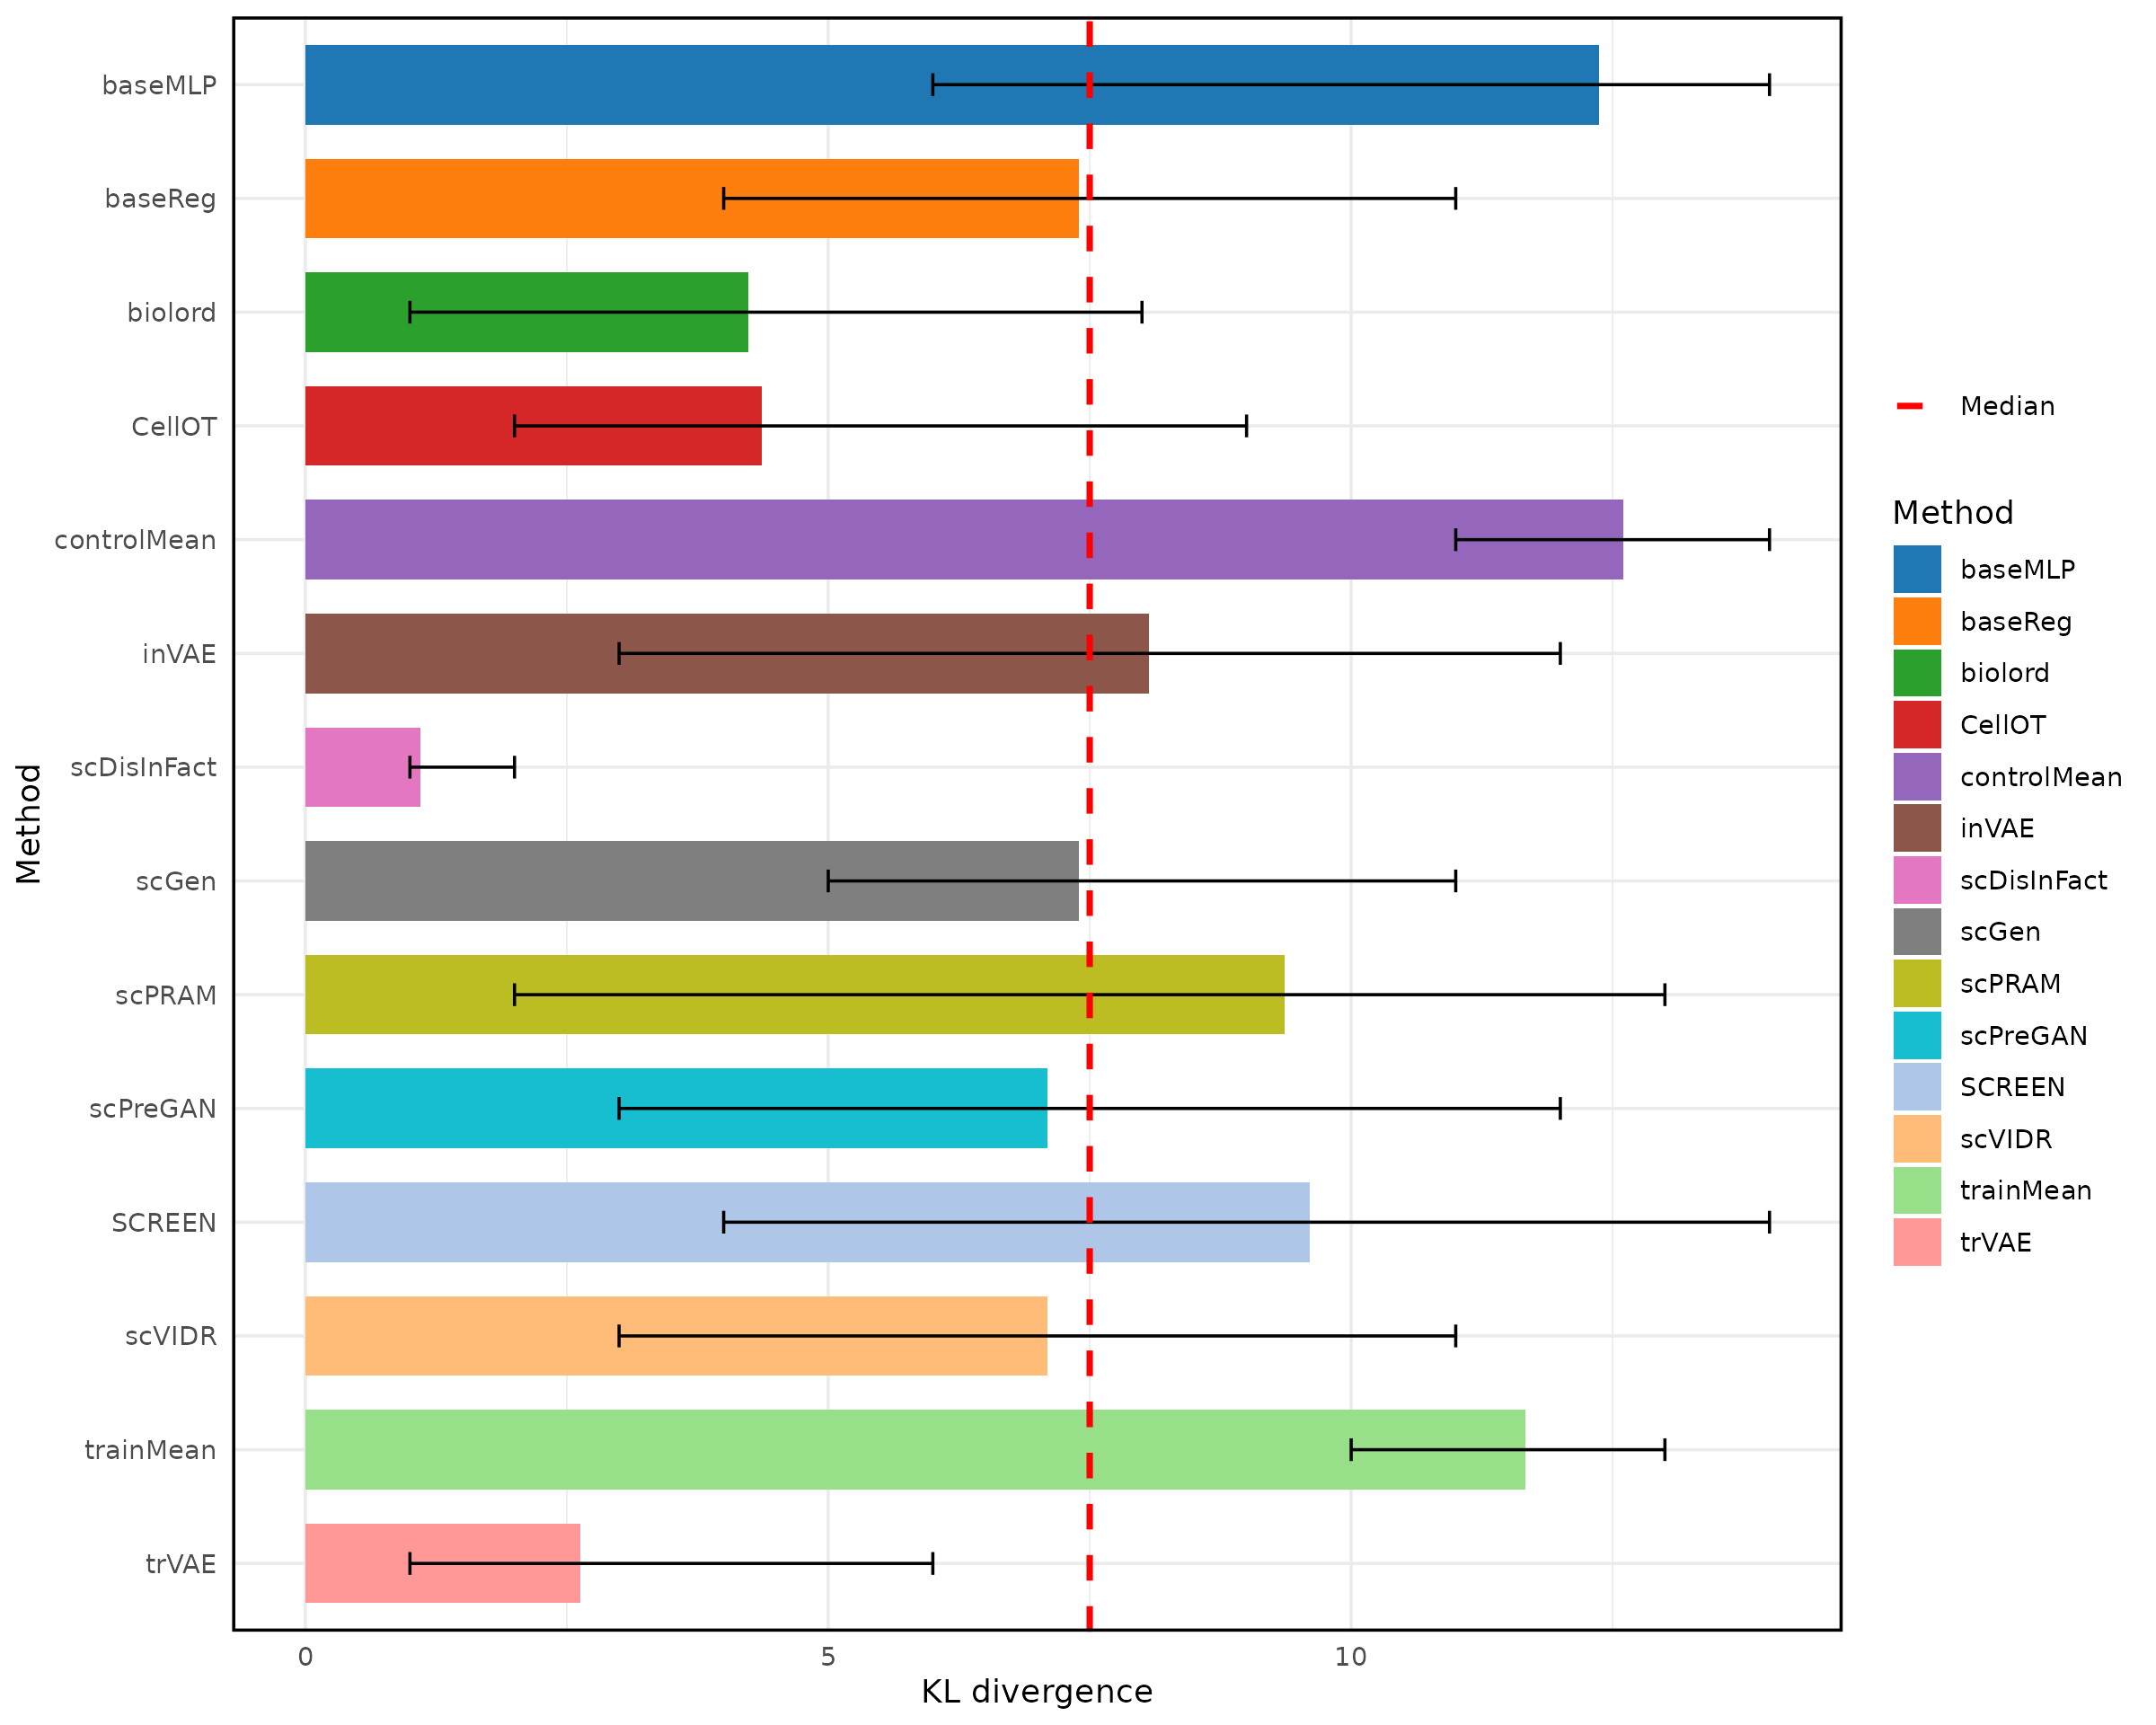 Method
baseMLP
baseReg
biolord
CellOT
controlMean
inVAE
scDisInFact
scGen
scPRAM
scPreGAN
SCREEN
scVIDR
trainMean
trVAE
0 5 10
KL divergence
Median
Method
baseMLP
baseReg
biolord
CellOT
controlMean
inVAE
scDisInFact
scGen
scPRAM
scPreGAN
SCREEN
scVIDR
trainMean
trVAE